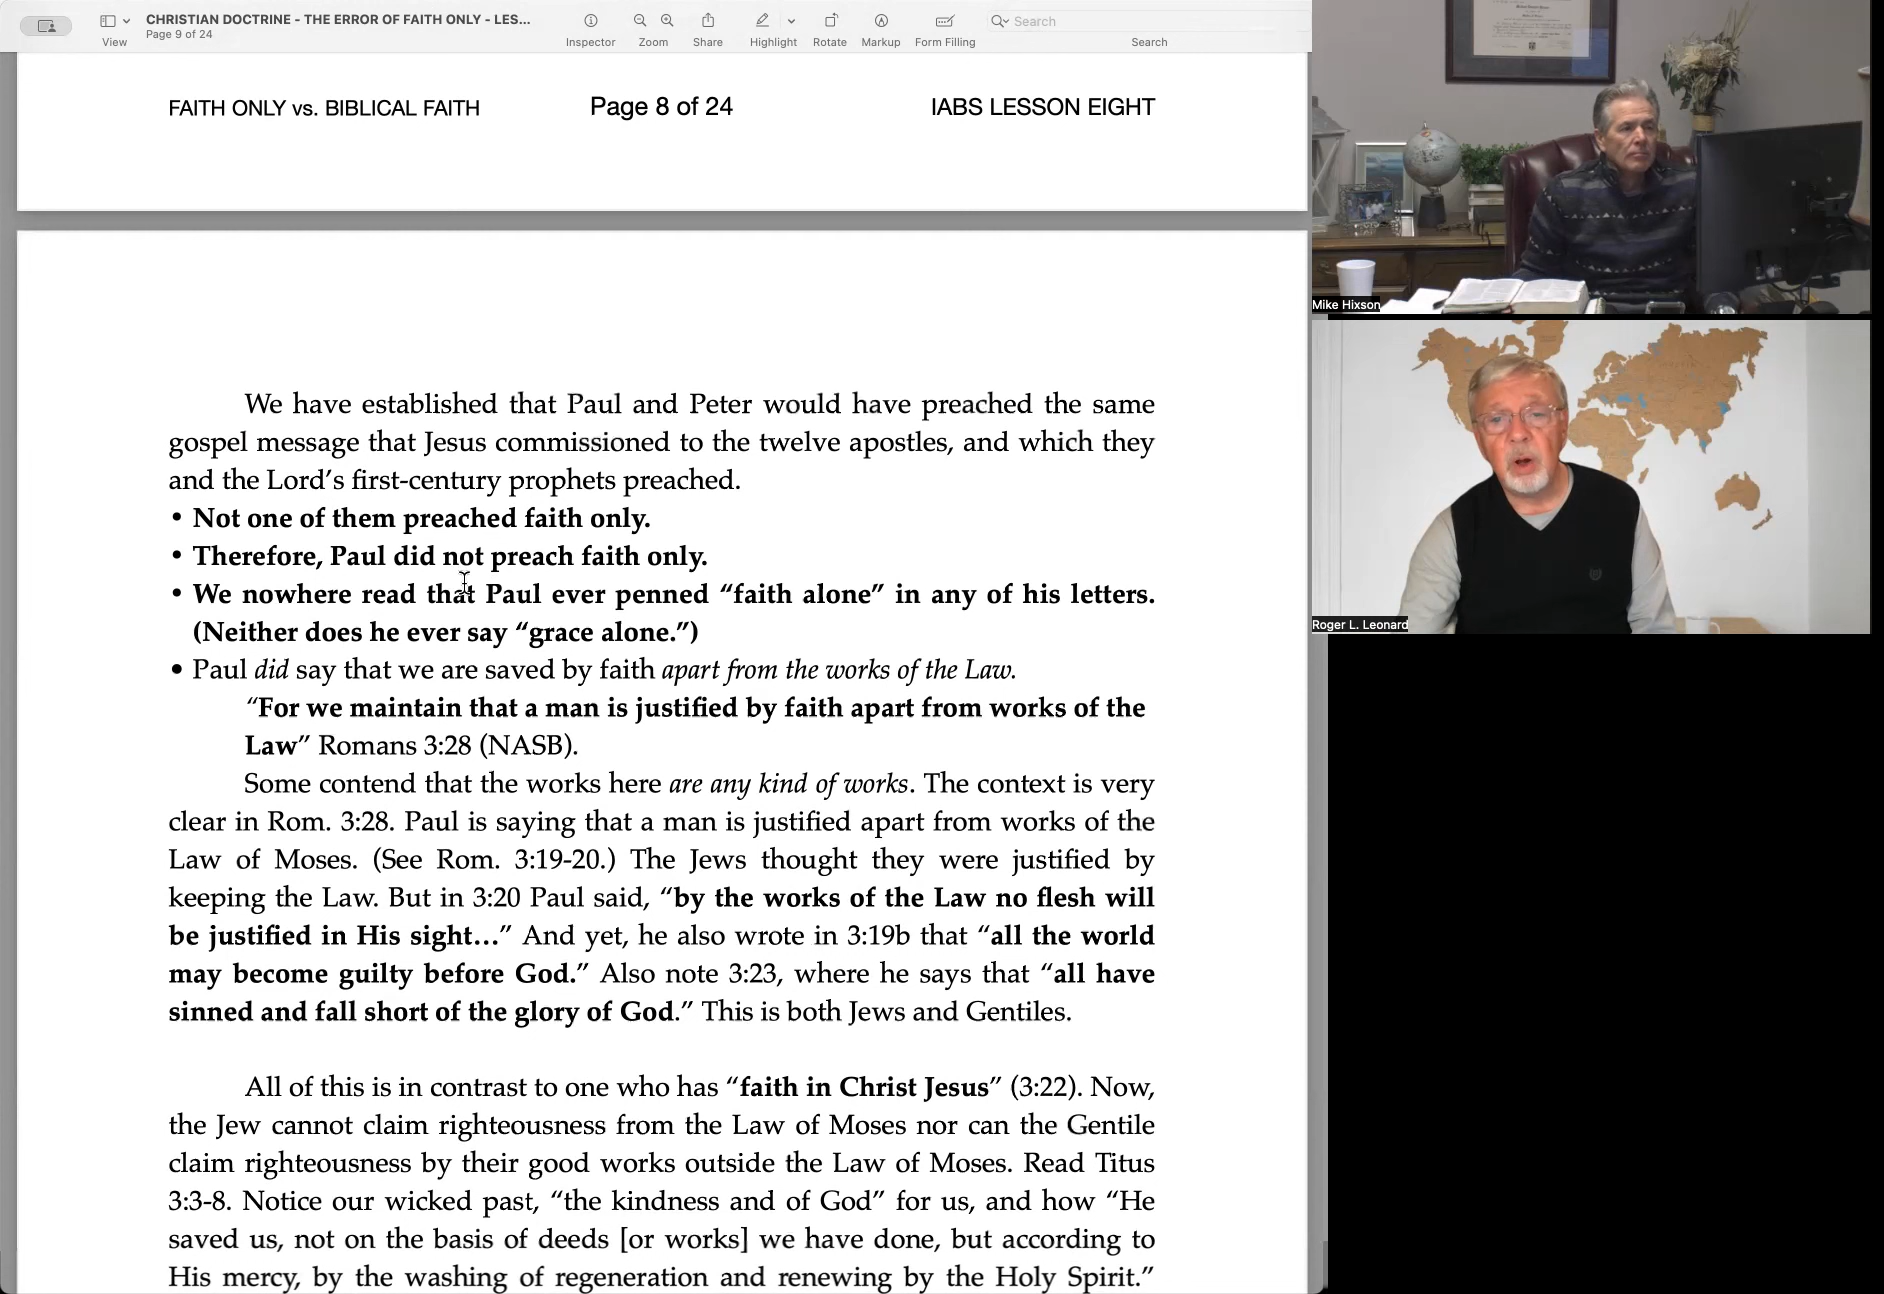 CHRISTIAN DOCTRINE - THE ERROR OF FAITH ONLY - LES...
Page 9 of 24
View
Inspector
Zoom
Share
Highlight
Rotate
Markup
Form Filling
Search
Search
FAITH ONLY vs. BIBLICAL FAITH Page 8 of 24 IABS LESSON EIGHT
We have established that Paul and Peter would have preached the same
gospel message that Jesus commissioned to the twelve apostles, and which they
and the Lord’s first-century prophets preached.
• Not one of them preached faith only.
• Therefore, Paul did not preach faith only.
• We nowhere read that Paul ever penned “faith alone” in any of his letters.
(Neither does he ever say “grace alone.”)
• Paul did say that we are saved by faith apart from the works of the Law.
“For we maintain that a man is justified by faith apart from works of the
Law” Romans 3:28 (NASB).
Some contend that the works here are any kind of works. The context is very
clear in Rom. 3:28. Paul is saying that a man is justified apart from works of the
Law of Moses. (See Rom. 3:19-20.) The Jews thought they were justified by
keeping the Law. But in 3:20 Paul said, “by the works of the Law no flesh will
be justified in His sight…” And yet, he also wrote in 3:19b that “all the world
may become guilty before God.” Also note 3:23, where he says that “all have
sinned and fall short of the glory of God.” This is both Jews and Gentiles.
All of this is in contrast to one who has “faith in Christ Jesus” (3:22). Now,
the Jew cannot claim righteousness from the Law of Moses nor can the Gentile
claim righteousness by their good works outside the Law of Moses. Read Titus
3:3-8. Notice our wicked past, “the kindness and of God” for us, and how “He
saved us, not on the basis of deeds [or works] we have done, but according to
His mercy, by the washing of regeneration and renewing by the Holy Spirit.”
Mike Hixson
Roger L. Leonard